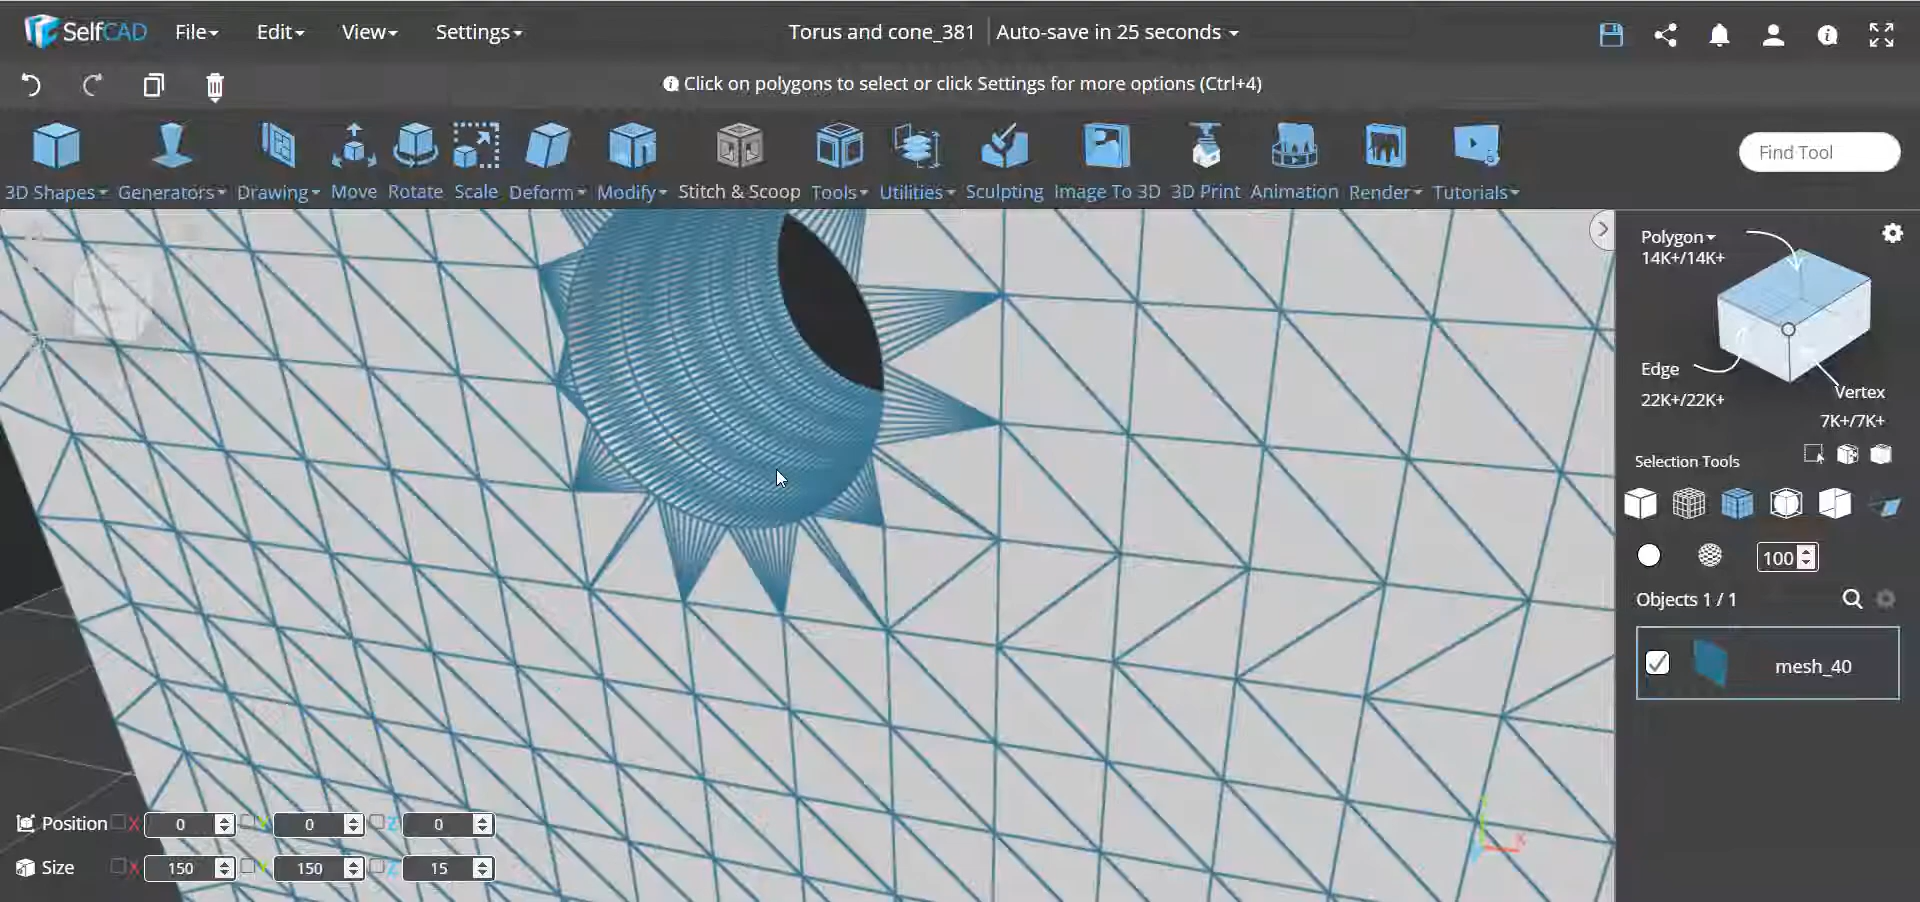 SelfCAD File Edit View Settings Torus and cone_381 Auto-save in 25 seconds
Click on polygons to select or click Settings for more options (Ctrl+4)
3D Shapes Generators Drawing Move Rotate Scale Deform Modify Stitch & Scoop Tools Utilities Sculpting Image To 3D 3D Print Animation Render Tutorials Find Tool
Polygon
14K+/14K+
Edge
22K+/22K+
Vertex
7K+/7K+
Selection Tools
100
Objects 1 / 1
mesh_40
Position X 0 Y 0 Z 0
Size X 150 Y 150 Z 15
X